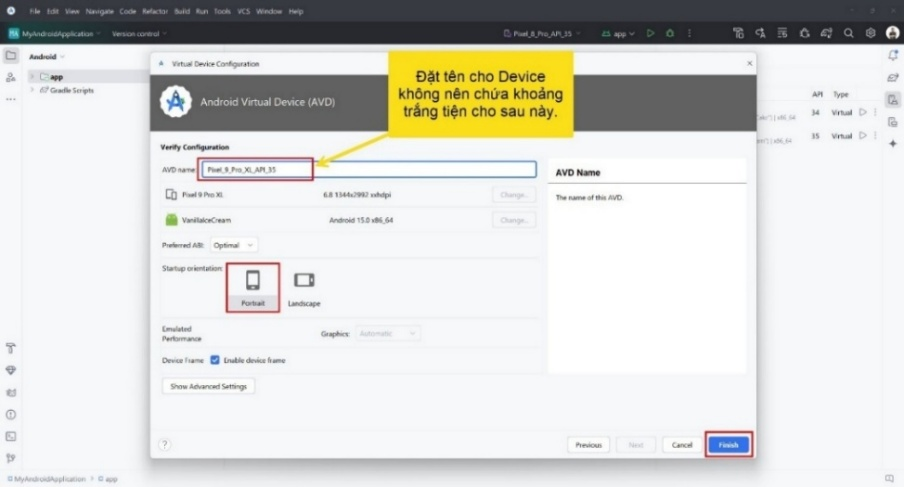 File Edit View Navigate Code Refactor Build Run Tools VCS Window Help
MA MyAndroidApplication Version control
Pixel_8_Pro_API_35 app
Android
app
Gradle Scripts
Virtual Device Configuration
Android Virtual Device (AVD)
Đặt tên cho Device
không nên chứa khoảng
trắng tiện cho sau này.
API Type
x86_64 34 Virtual
x86_64 35 Virtual
Verify Configuration
AVD name Pixel_9_Pro_XL_API_35
Pixel 9 Pro XL 6.8 1344x2992 xxhdpi Change...
VanillaIceCream Android 15.0 x86_64 Change...
Preferred ABI: Optimal
Startup orientation:
Portrait Landscape
Emulated
Performance
Graphics: Automatic
Device Frame Enable device frame
Show Advanced Settings
AVD Name
The name of this AVD.
?
Previous Next Cancel Finish
MyAndroidApplication > app